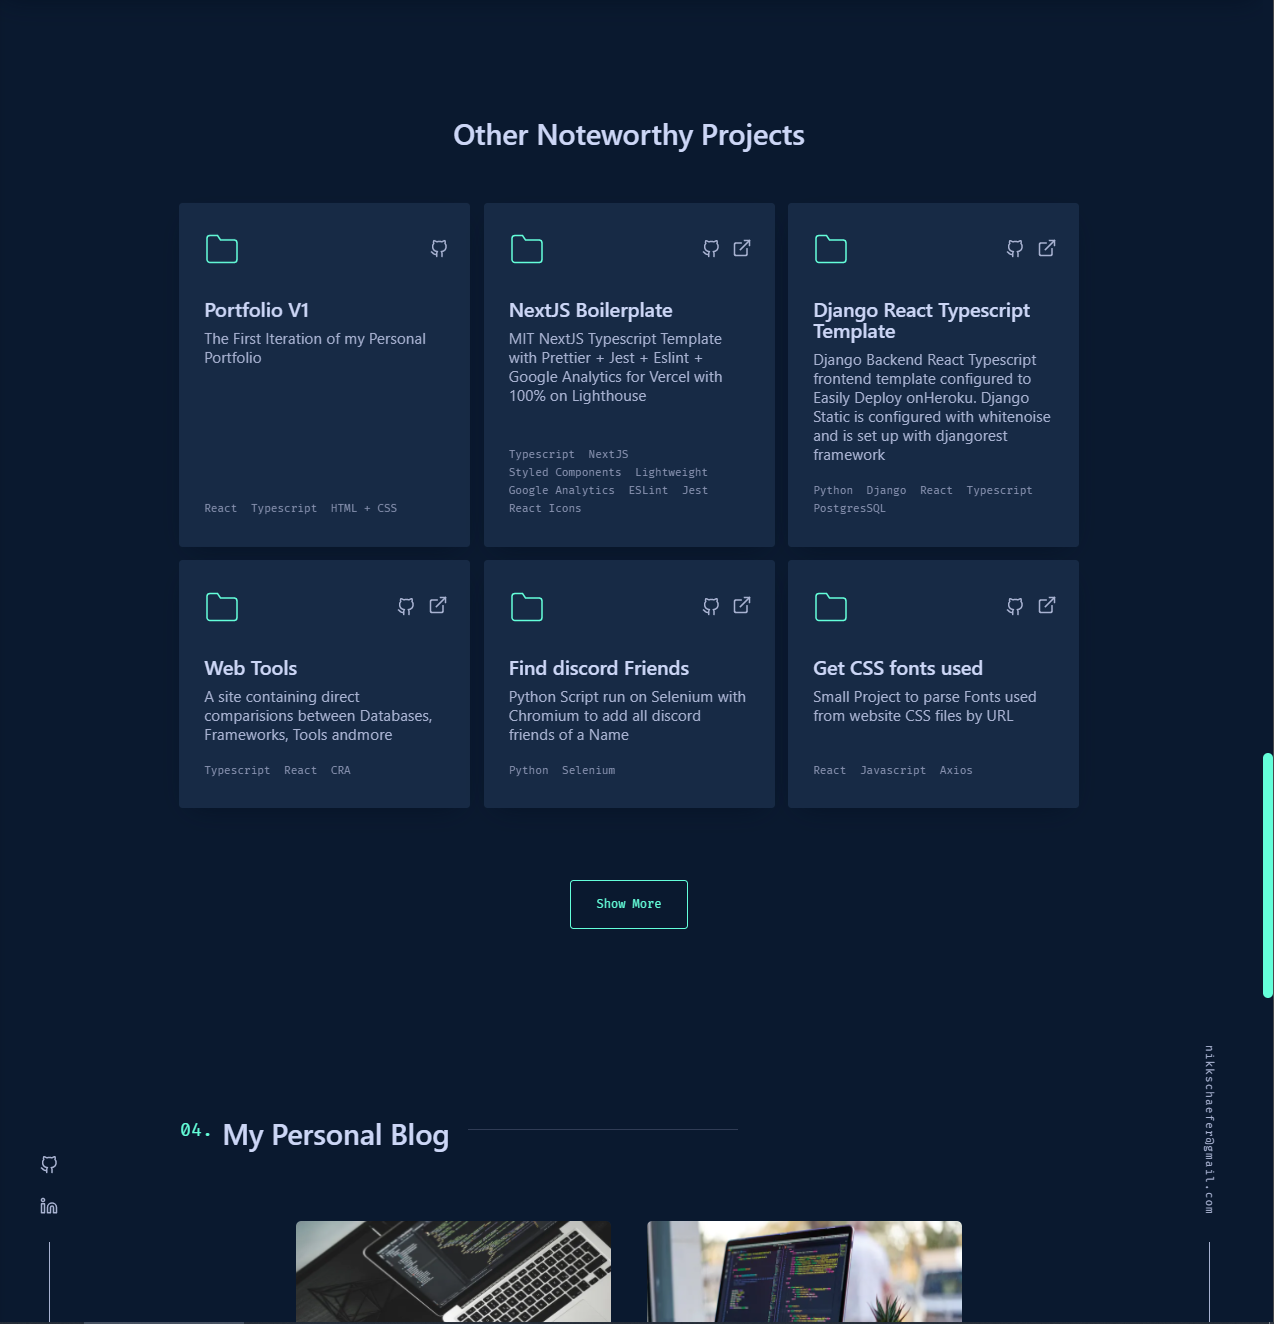 Other Noteworthy Projects
Portfolio V1
The First Iteration of my Personal
Portfolio
React Typescript HTML + CSS
NextJS Boilerplate
MIT NextJS Typescript Template
with Prettier + Jest + Eslint +
Google Analytics for Vercel with
100% on Lighthouse
Typescript NextJS
Styled Components Lightweight
Google Analytics ESLint Jest
React Icons
Django React Typescript
Template
Django Backend React Typescript
frontend template configured to
Easily Deploy onHeroku. Django
Static is configured with whitenoise
and is set up with djangorest
framework
Python Django React Typescript
PostgresSQL
Web Tools
A site containing direct
comparisions between Databases,
Frameworks, Tools andmore
Typescript React CRA
Find discord Friends
Python Script run on Selenium with
Chromium to add all discord
friends of a Name
Python Selenium
Get CSS fonts used
Small Project to parse Fonts used
from website CSS files by URL
React Javascript Axios
Show More
nikkschaefer@gmail.com
04. My Personal Blog